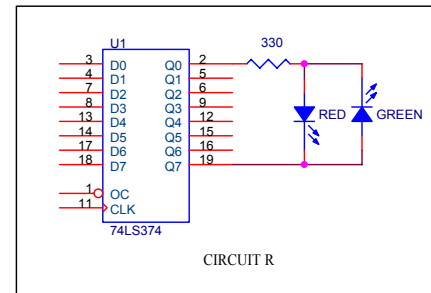 U1
330
3 D0 Q0 2
4 D1 Q1 5
7 D2 Q2 6
8 D3 Q3 9
13 D4 Q4 12
14 D5 Q5 15
17 D6 Q6 16
18 D7 Q7 19
RED
GREEN
1 OC
11 CLK
74LS374
CIRCUIT R